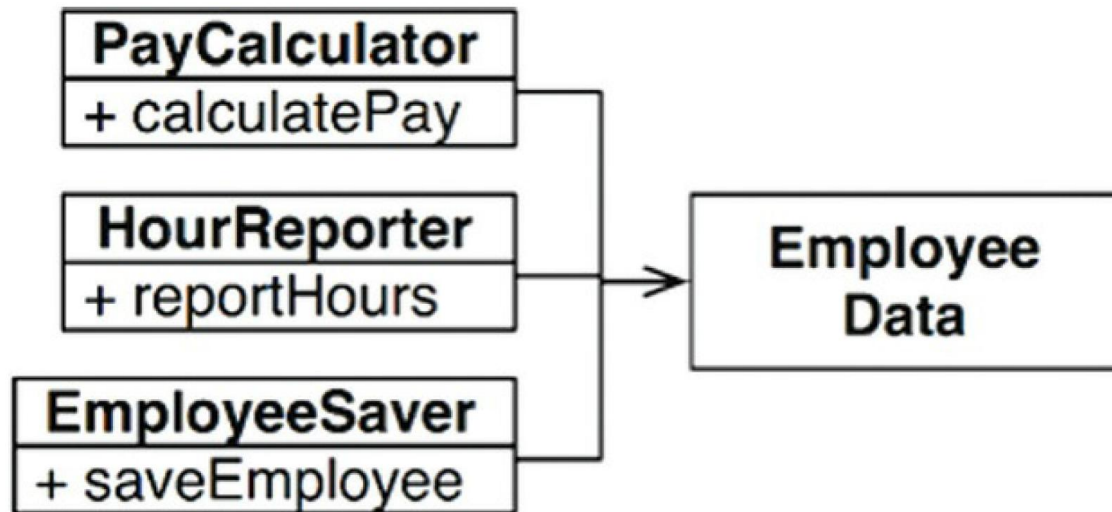 PayCalculator
+ calculatePay
HourReporter
+ reportHours
EmployeeSaver
+ saveEmployee
Employee
Data